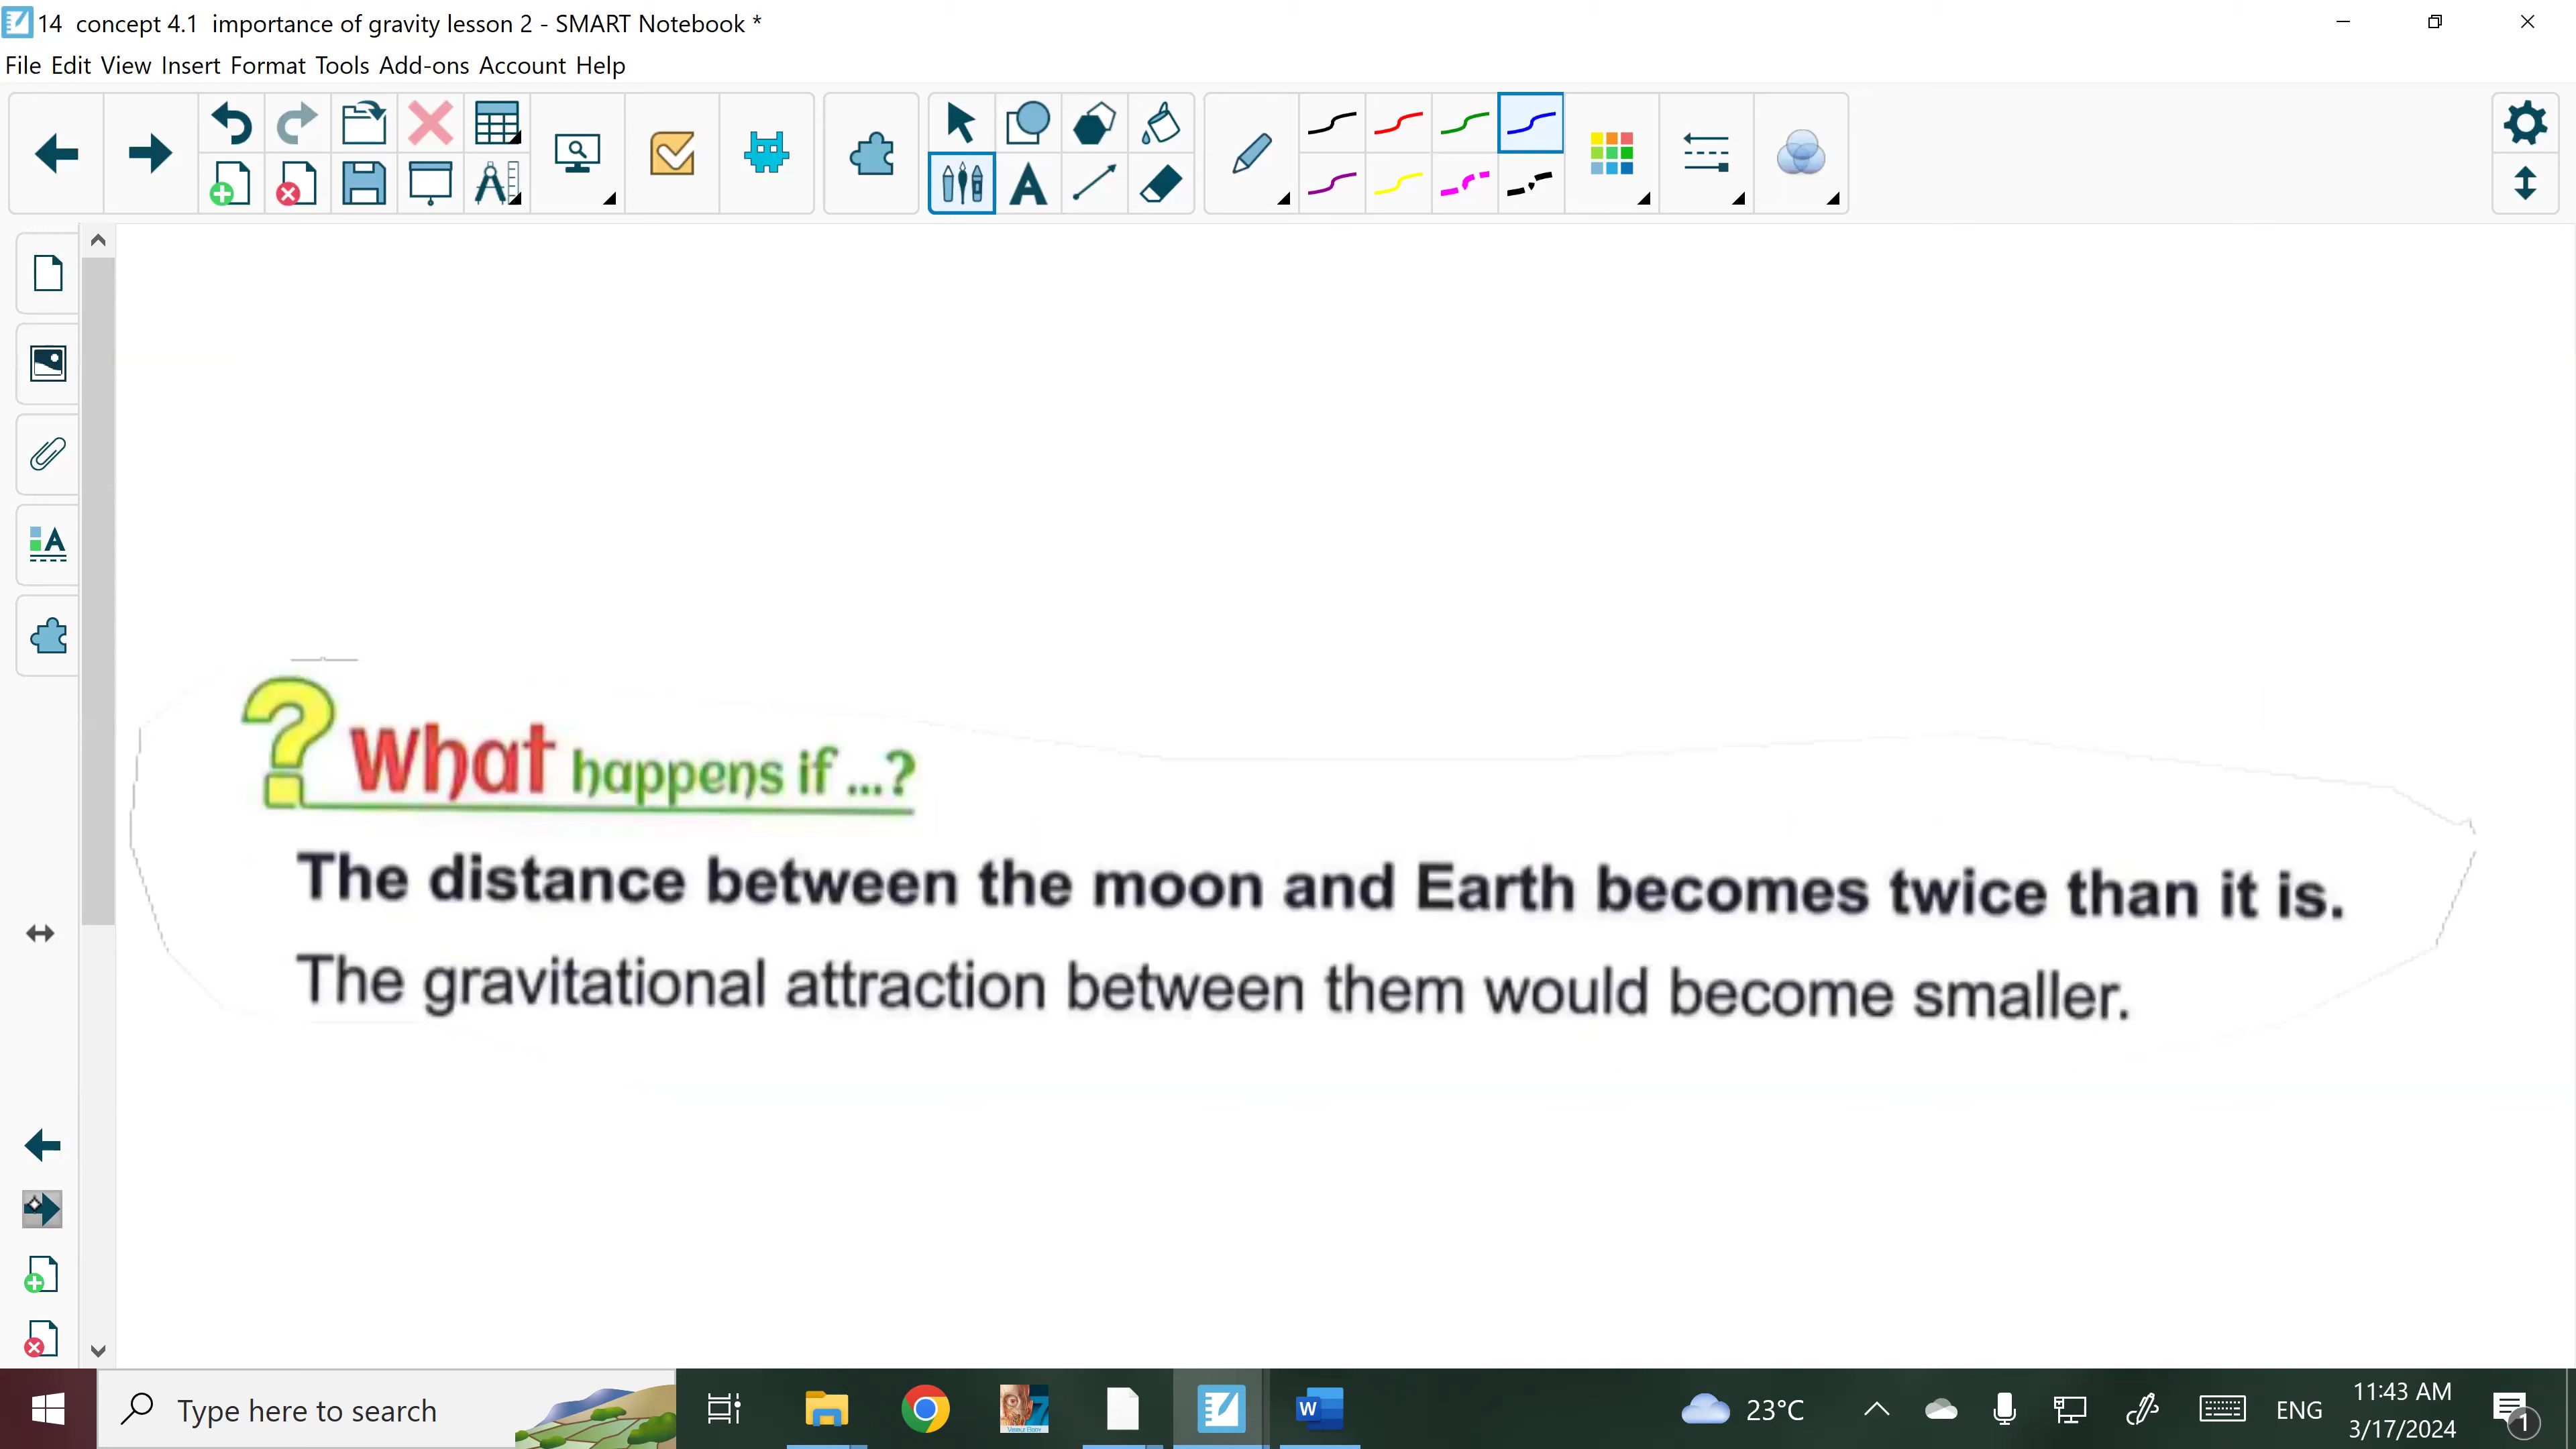 14 concept 4.1 importance of gravity lesson 2 - SMART Notebook *
File Edit View Insert Format Tools Add-ons Account Help
? What happens if ...?
The distance between the moon and Earth becomes twice than it is.
The gravitational attraction between them would become smaller.
Type here to search
23°C
ENG
11:43 AM
3/17/2024
1